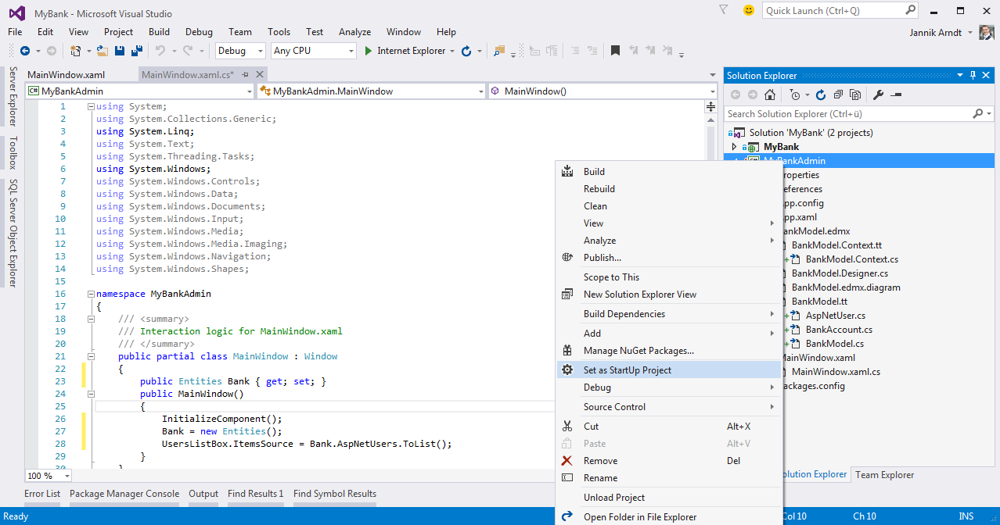 MyBank - Microsoft Visual Studio
Quick Launch (Ctrl+Q)
File Edit View Project Build Debug Team Tools Test Analyze Window Help
Jannik Arndt
Debug Any CPU Internet Explorer
Server Explorer
Toolbox
SQL Server Object Explorer
MainWindow.xaml MainWindow.xaml.cs*
C# MyBankAdmin MyBankAdmin.MainWindow MainWindow()
1 using System;
2 using System.Collections.Generic;
3 using System.Linq;
4 using System.Text;
5 using System.Threading.Tasks;
6 using System.Windows;
7 using System.Windows.Controls;
8 using System.Windows.Data;
9 using System.Windows.Documents;
10 using System.Windows.Input;
11 using System.Windows.Media;
12 using System.Windows.Media.Imaging;
13 using System.Windows.Navigation;
14 using System.Windows.Shapes;
15
16 namespace MyBankAdmin
17 {
18 /// <summary>
19 /// Interaction logic for MainWindow.xaml
20 /// </summary>
21 public partial class MainWindow : Window
22 {
23 public Entities Bank { get; set; }
24 public MainWindow()
25 {
26 InitializeComponent();
27 Bank = new Entities();
28 UsersListBox.ItemsSource = Bank.AspNetUsers.ToList();
29 }
30 }
100 %
Build
Rebuild
Clean
View
Analyze
Publish...
Scope to This
New Solution Explorer View
Build Dependencies
Add
Manage NuGet Packages...
Set as StartUp Project
Debug
Source Control
Cut Alt+X
Paste Alt+V
Remove Del
Rename
Unload Project
Open Folder in File Explorer
Solution Explorer
Search Solution Explorer (Ctrl+ü)
Solution 'MyBank' (2 projects)
MyBank
MyBankAdmin
operties
eferences
pp.config
pp.xaml
ankModel.edmx
BankModel.Context.tt
BankModel.Context.cs
BankModel.Designer.cs
BankModel.edmx.diagram
BankModel.tt
AspNetUser.cs
BankAccount.cs
BankModel.cs
MainWindow.xaml
MainWindow.xaml.cs
ackages.config
olution Explorer Team Explorer
Error List Package Manager Console Output Find Results 1 Find Symbol Results
Ready Col 10 Ch 10 INS